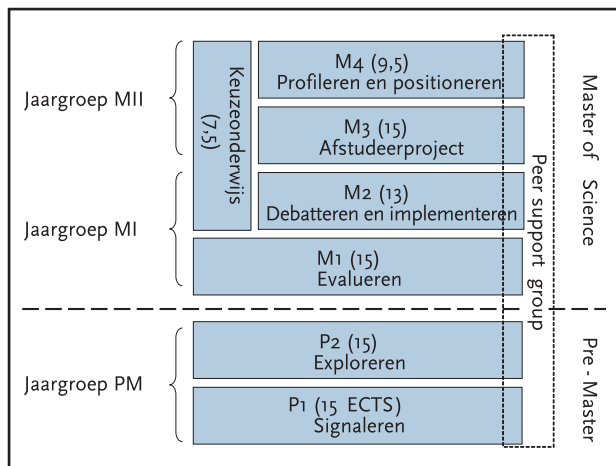 Jaargroep MII
Jaargroep MI
Jaargroep PM
Keuzeonderwijs
(7,5)
M4 (9,5)
Profileren en positioneren
M3 (15)
Afstudeerproject
M2 (13)
Debatteren en implementeren
M1 (15)
Evalueren
P2 (15)
Exploreren
P1 (15 ECTS)
Signaleren
Peer support group
Master of Science
Pre - Master